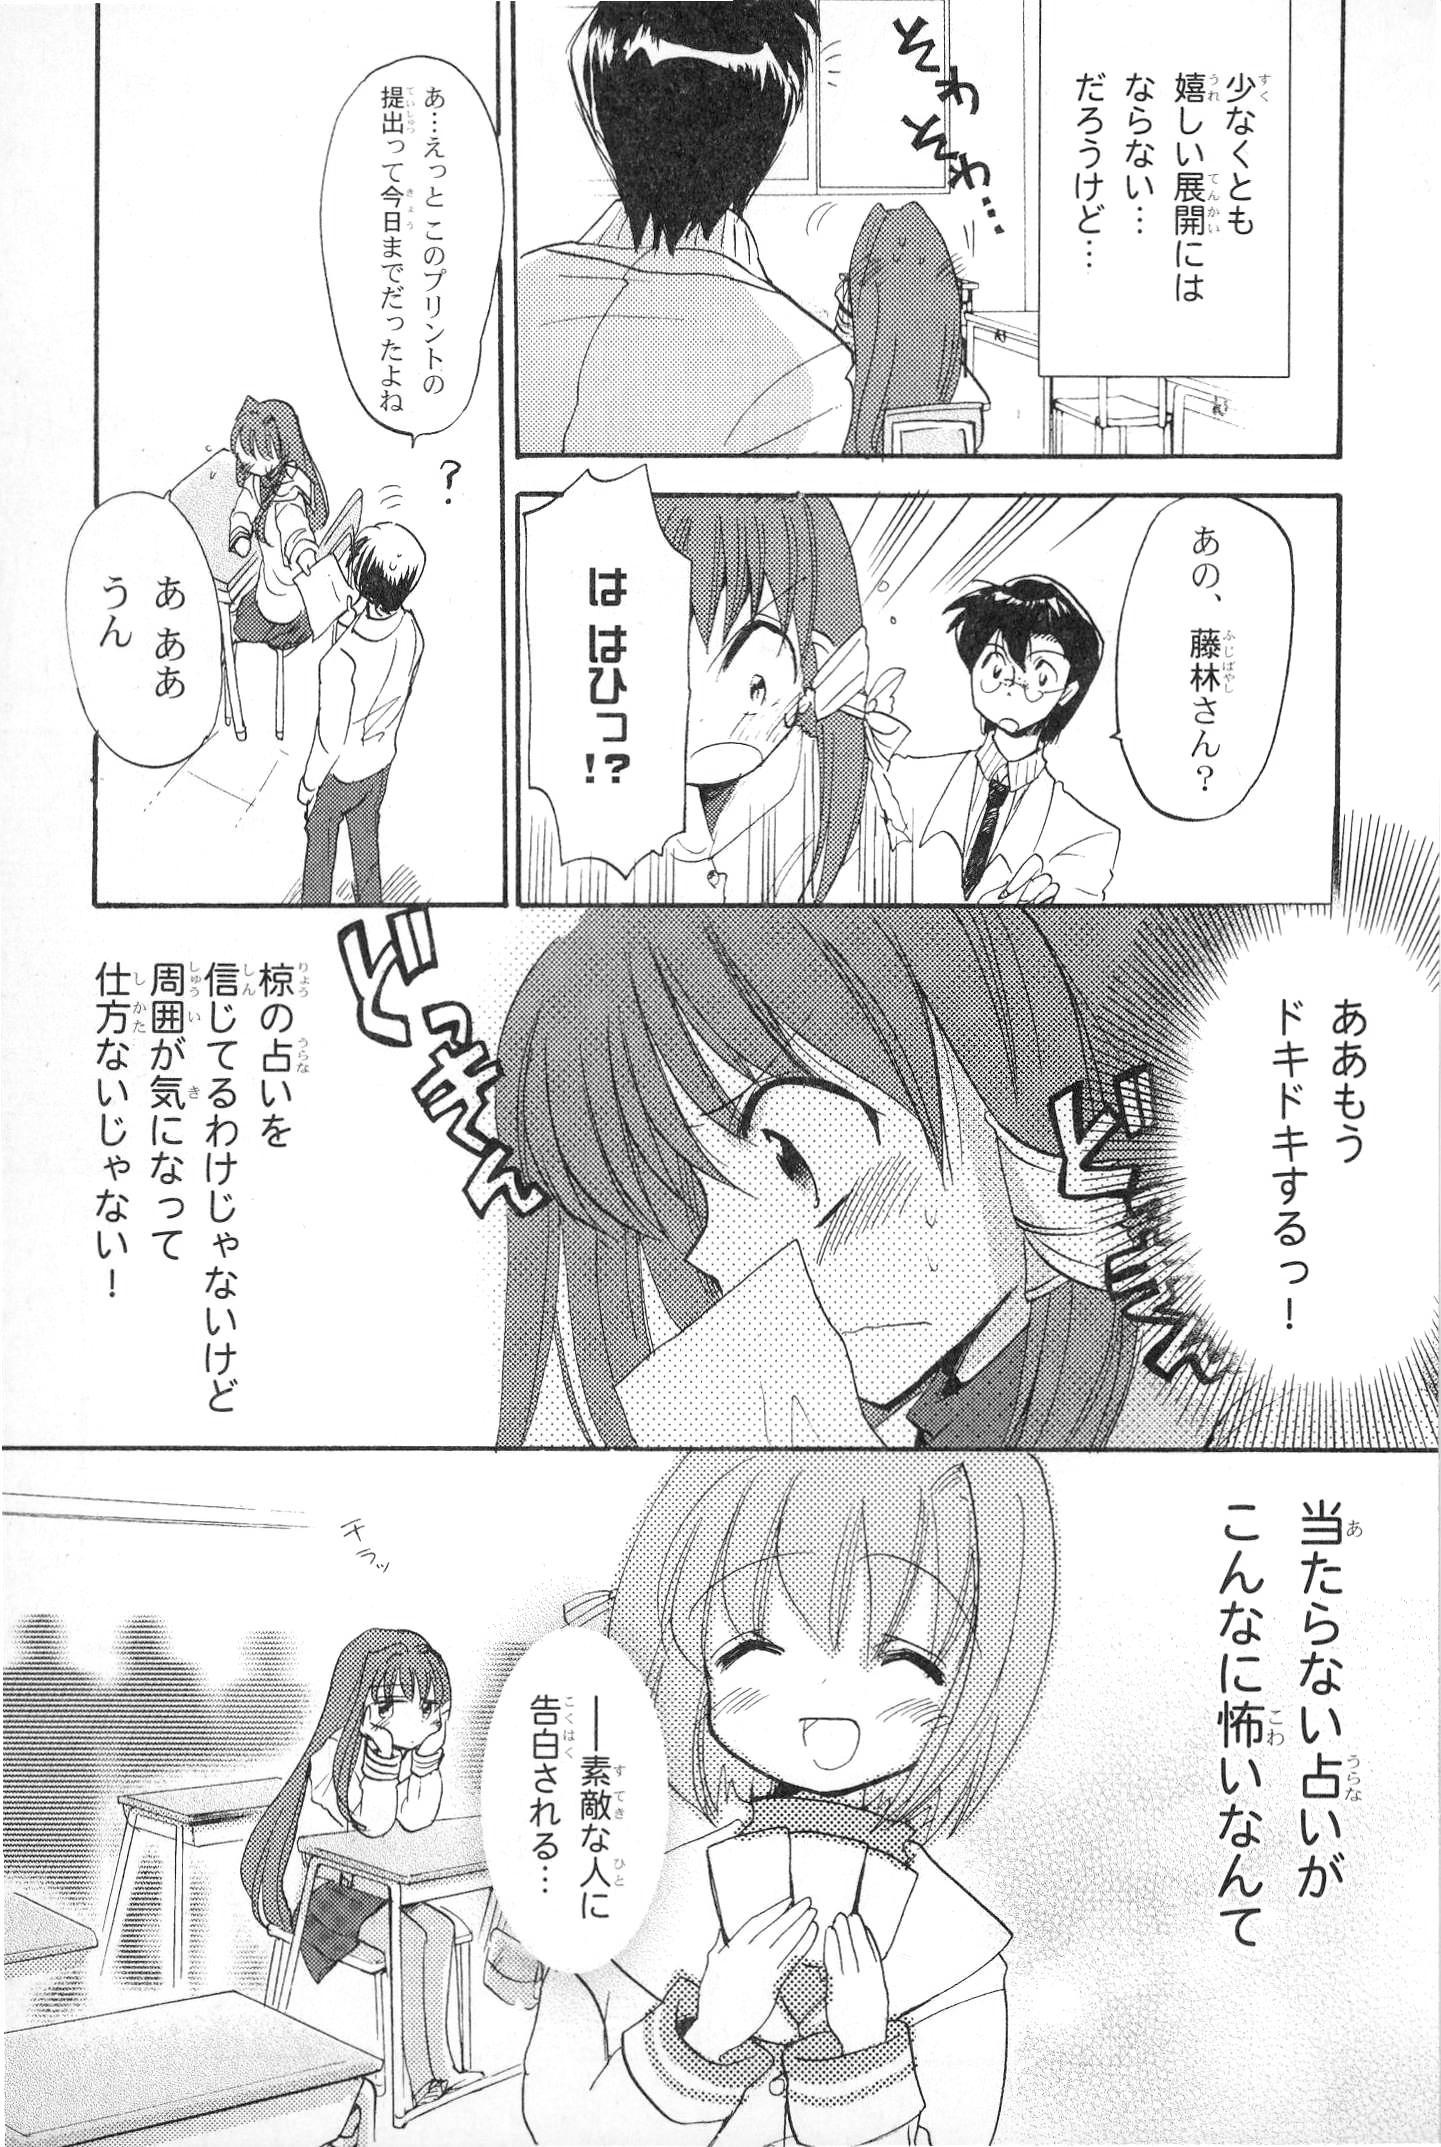 少なくとも
嬉しい展開には
ならない…
だろうけど…
そわ
そわ…
あの、藤林さん？
は はひっ!?
あ…えっと このプリントの
提出って今日までだったよね
？
あ ああ
うん
ああもう
ドキドキするっ！
どっきん
どっきん
椋の占いを
信じてるわけじゃないけど
周囲が気になって
仕方ないじゃない！
当たらない占いが
こんなに怖いなんて
──素敵な人に
告白される…
チラッ